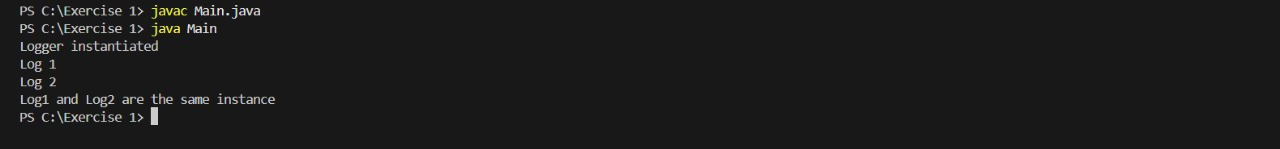 PS C:\Exercise 1> javac Main.java
PS C:\Exercise 1> java Main
Logger instantiated
Log 1
Log 2
Log1 and Log2 are the same instance
PS C:\Exercise 1>